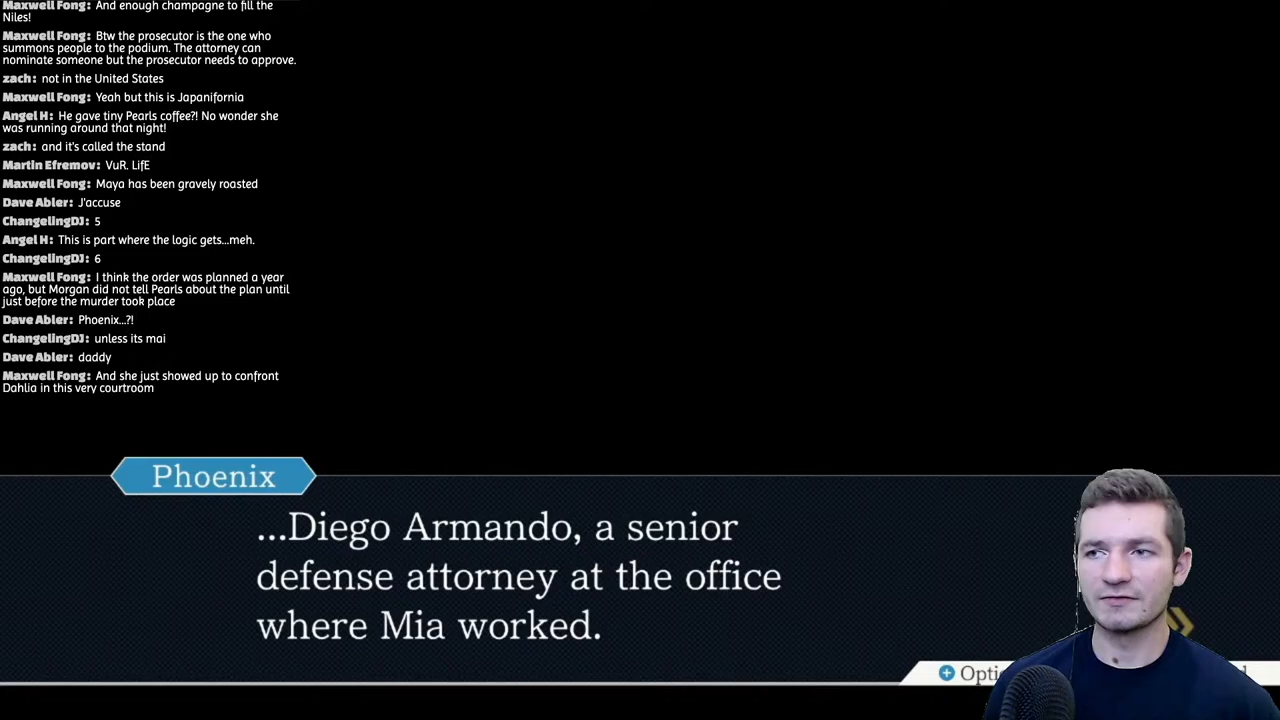 Maxwell Fong: And enough champagne to fill the
Niles!
Maxwell Fong: Btw the prosecutor is the one who
summons people to the podium. The attorney can
nominate someone but the prosecutor needs to approve.
zach: not in the United States
Maxwell Fong: Yeah but this is Japanifornia
Angel H: He gave tiny Pearls coffee?! No wonder she
was running around that night!
zach: and it's called the stand
Martin Efremov: VuR. LifE
Maxwell Fong: Maya has been gravely roasted
Dave Abler: J'accuse
ChangelingDJ: 5
Angel H: This is part where the logic gets...meh.
ChangelingDJ: 6
Maxwell Fong: I think the order was planned a year
ago, but Morgan did not tell Pearls about the plan until
just before the murder took place
Dave Abler: Phoenix...?!
ChangelingDJ: unless its mai
Dave Abler: daddy
Maxwell Fong: And she just showed up to confront
Dahlia in this very courtroom
Phoenix
...Diego Armando, a senior
defense attorney at the office
where Mia worked.